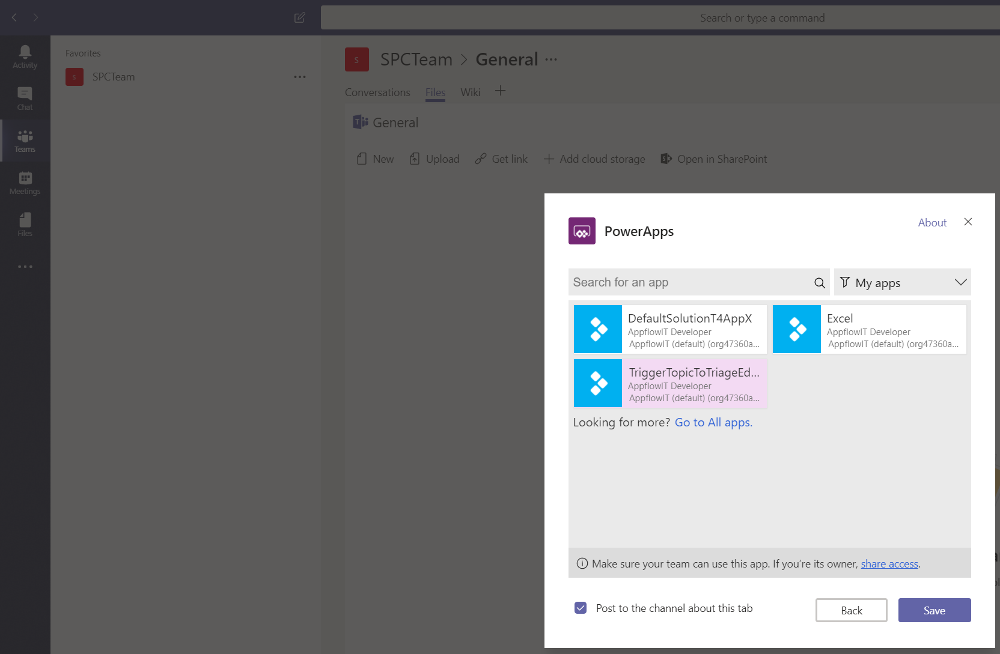 Search or type a command
Activity
Chat
Teams
Meetings
Files
Favorites
S SPCTeam
S SPCTeam > General
Conversations Files Wiki
General
New Upload Get link Add cloud storage Open in SharePoint
PowerApps
About
Search for an app
My apps
DefaultSolutionT4AppX
AppflowIT Developer
AppflowIT (default) (org47360a...
Excel
AppflowIT Developer
AppflowIT (default) (org47360a...
TriggerTopicToTriageEd...
AppflowIT Developer
AppflowIT (default) (org47360a...
Looking for more? Go to All apps.
Make sure your team can use this app. If you’re its owner, share access.
Post to the channel about this tab
Back
Save